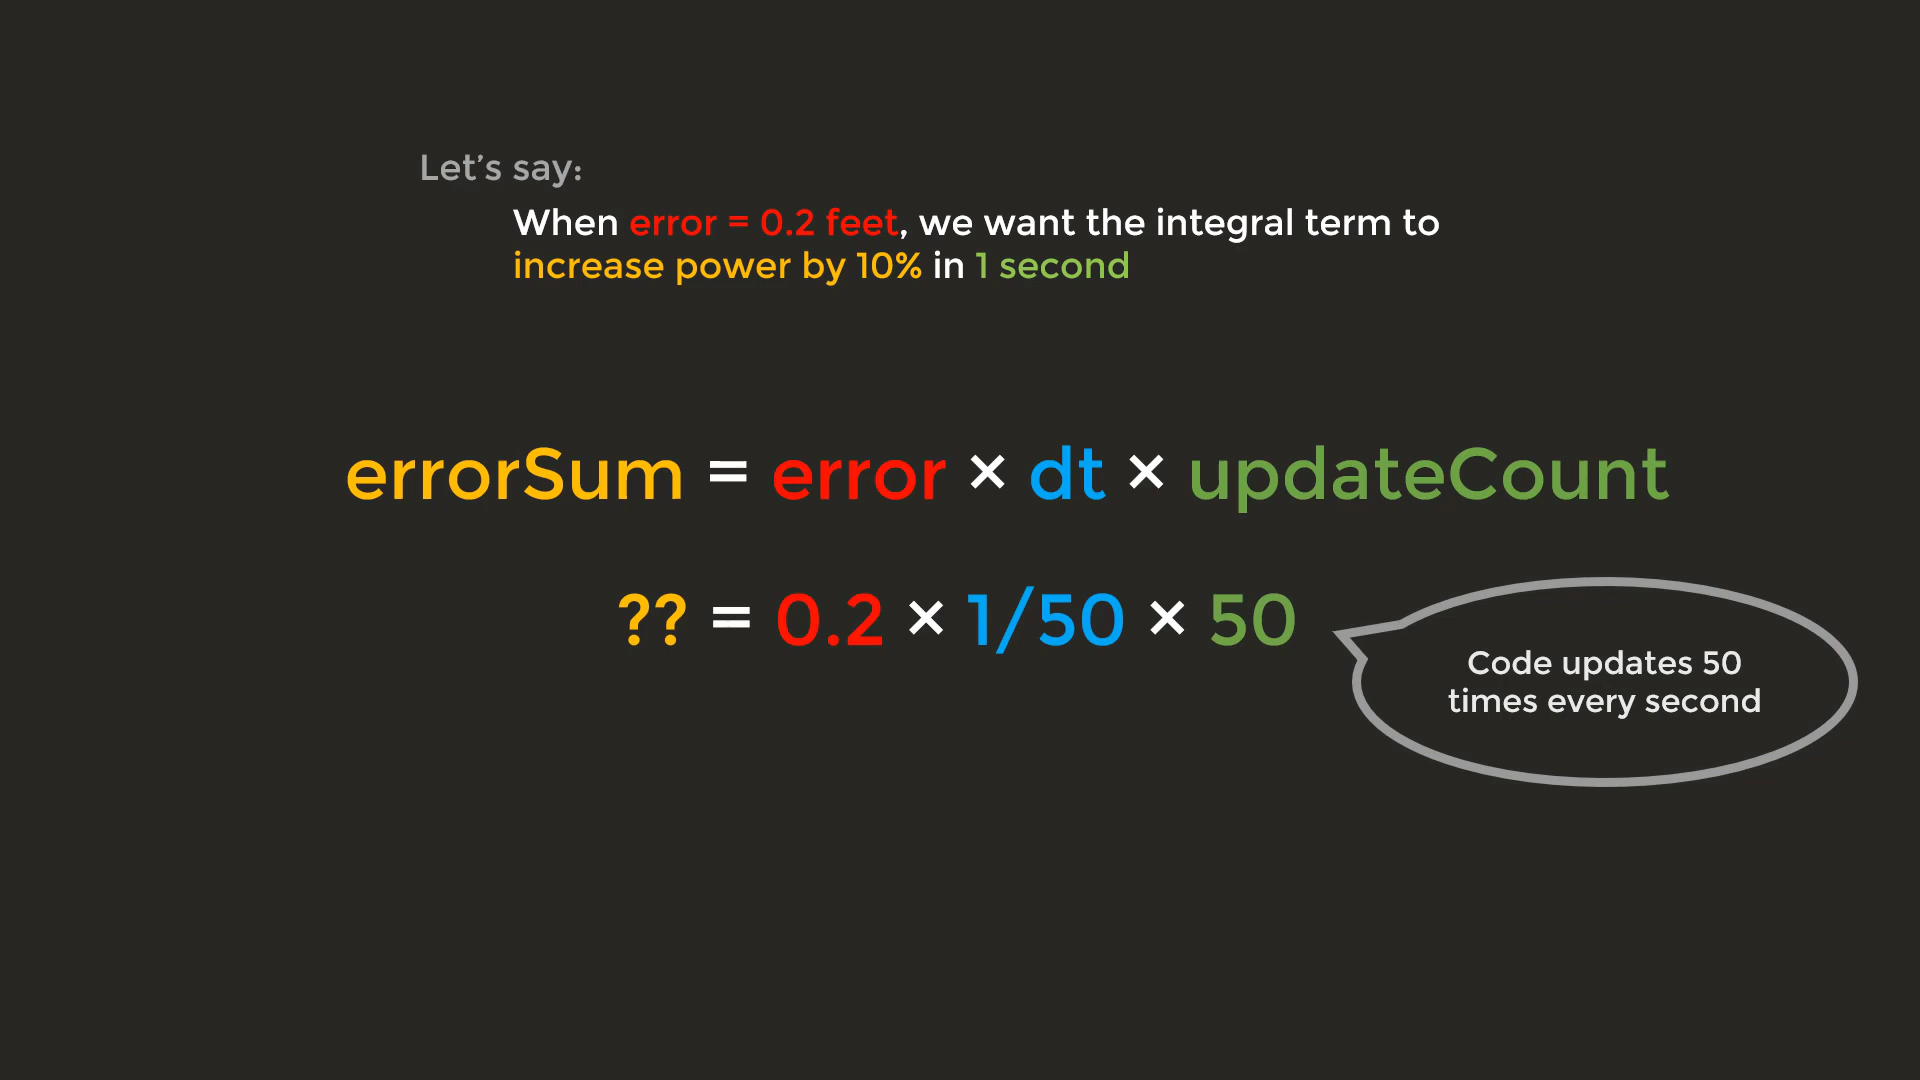 Let’s say:
When error = 0.2 feet, we want the integral term to
increase power by 10% in 1 second
errorSum = error × dt × updateCount
?? = 0.2 × 1/50 × 50
Code updates 50
times every second